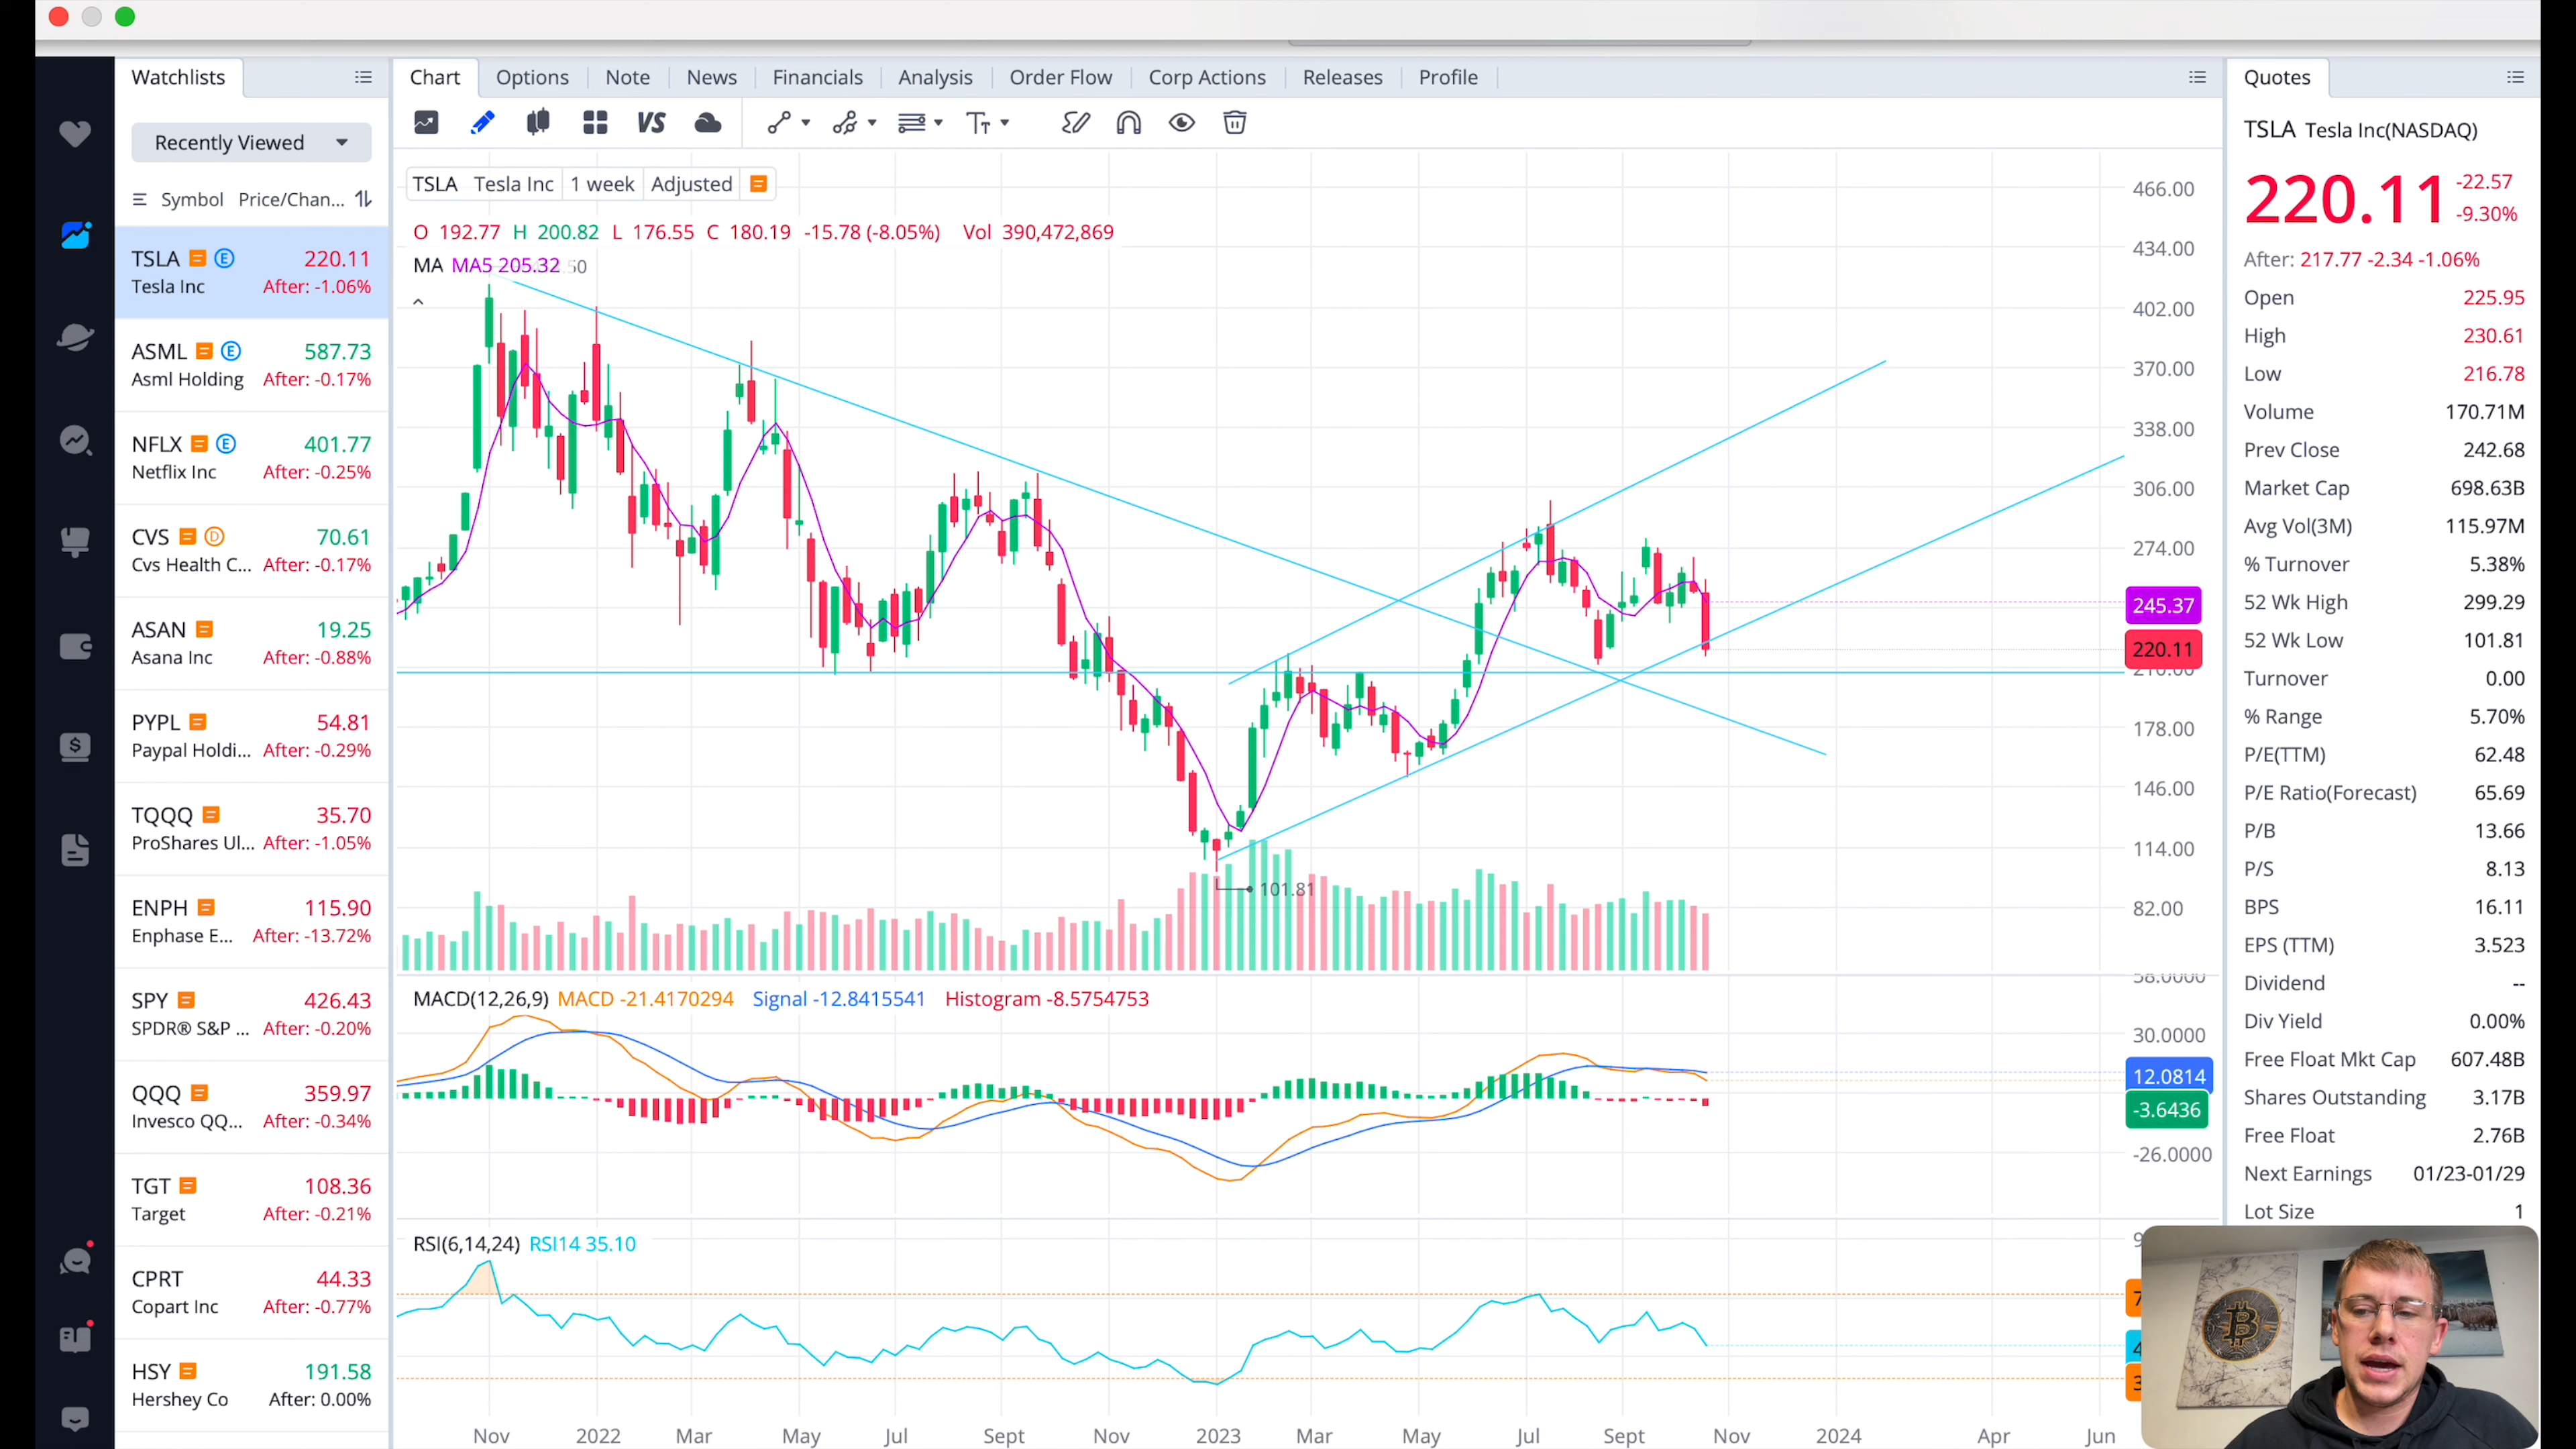 Watchlists
Recently Viewed
Symbol Price/Chan...
TSLA E 220.11
Tesla Inc After: -1.06%
ASML E 587.73
Asml Holding After: -0.17%
NFLX E 401.77
Netflix Inc After: -0.25%
CVS D 70.61
Cvs Health C... After: -0.17%
ASAN 19.25
Asana Inc After: -0.88%
PYPL 54.81
Paypal Holdi... After: -0.29%
TQQQ 35.70
ProShares Ul... After: -1.05%
ENPH 115.90
Enphase E... After: -13.72%
SPY 426.43
SPDR® S&P ... After: -0.20%
QQQ 359.97
Invesco QQ... After: -0.34%
TGT 108.36
Target After: -0.21%
CPRT 44.33
Copart Inc After: -0.77%
HSY 191.58
Hershey Co After: 0.00%
Chart Options Note News Financials Analysis Order Flow Corp Actions Releases Profile
VS
TSLA Tesla Inc 1 week Adjusted
O 192.77 H 200.82 L 176.55 C 180.19 -15.78 (-8.05%) Vol 390,472,869
MA MA5 205.32
466.00
434.00
402.00
370.00
338.00
306.00
274.00
245.37
220.11
178.00
146.00
114.00
101.81
82.00
MACD(12,26,9) MACD -21.4170294 Signal -12.8415541 Histogram -8.5754753
58.0000
30.0000
12.0814
-3.6436
-26.0000
RSI(6,14,24) RSI14 35.10
Nov 2022 Mar May Jul Sept Nov 2023 Mar May Jul Sept Nov 2024 Apr Jun
Quotes
TSLA Tesla Inc(NASDAQ)
220.11 -22.57
-9.30%
After: 217.77 -2.34 -1.06%
Open 225.95
High 230.61
Low 216.78
Volume 170.71M
Prev Close 242.68
Market Cap 698.63B
Avg Vol(3M) 115.97M
% Turnover 5.38%
52 Wk High 299.29
52 Wk Low 101.81
Turnover 0.00
% Range 5.70%
P/E(TTM) 62.48
P/E Ratio(Forecast) 65.69
P/B 13.66
P/S 8.13
BPS 16.11
EPS (TTM) 3.523
Dividend --
Div Yield 0.00%
Free Float Mkt Cap 607.48B
Shares Outstanding 3.17B
Free Float 2.76B
Next Earnings 01/23-01/29
Lot Size 1